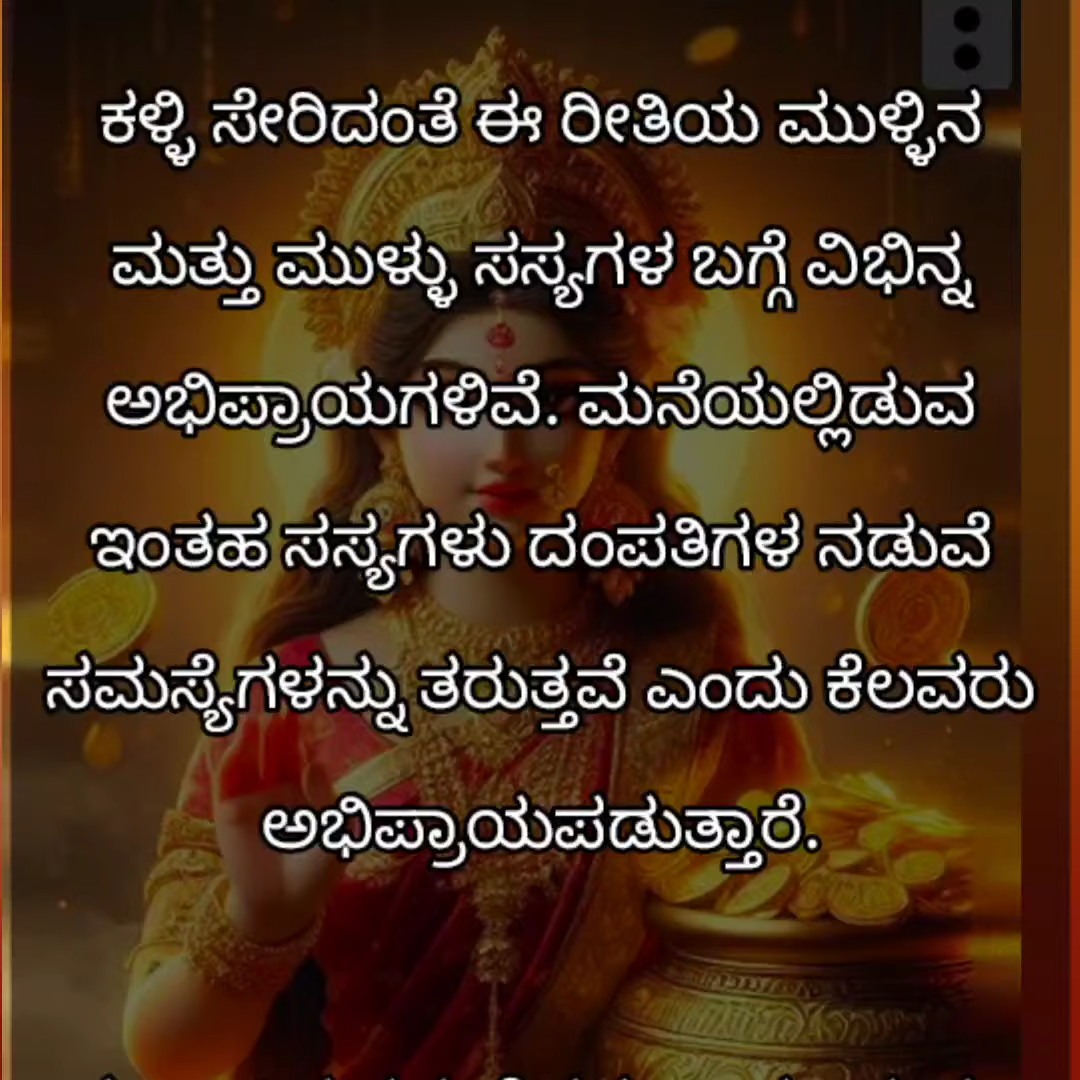 ಕಳ್ಳಿ ಸೇರಿದಂತೆ ಈ ರೀತಿಯ ಮುಳ್ಳಿನ
ಮತ್ತು ಮುಳ್ಳು ಸಸ್ಯಗಳ ಬಗ್ಗೆ ವಿಭಿನ್ನ
ಅಭಿಪ್ರಾಯಗಳಿವೆ. ಮನೆಯಲ್ಲಿಡುವ
ಇಂತಹ ಸಸ್ಯಗಳು ದಂಪತಿಗಳ ನಡುವೆ
ಸಮಸ್ಯೆಗಳನ್ನು ತರುತ್ತವೆ ಎಂದು ಕೆಲವರು
ಅಭಿಪ್ರಾಯಪಡುತ್ತಾರೆ.